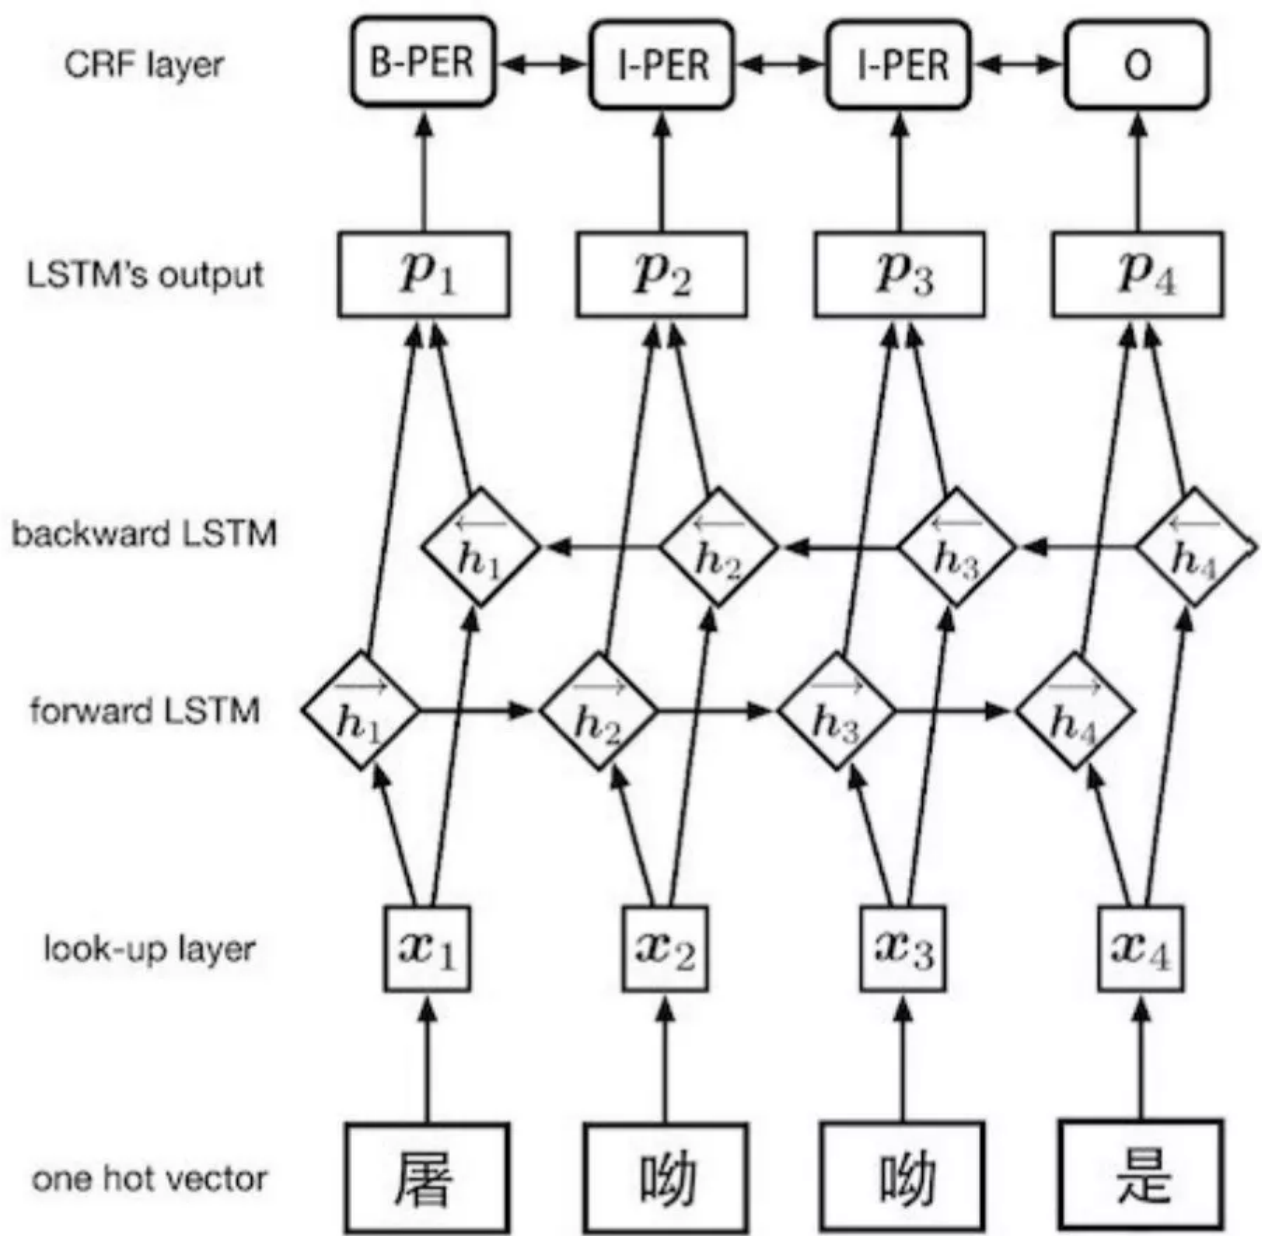 CRF layer B-PER I-PER I-PER O
LSTM's output p1 p2 p3 p4
backward LSTM ←h1 ←h2 ←h3 ←h4
forward LSTM →h1 →h2 →h3 →h4
look-up layer x1 x2 x3 x4
one hot vector 屠 呦 呦 是